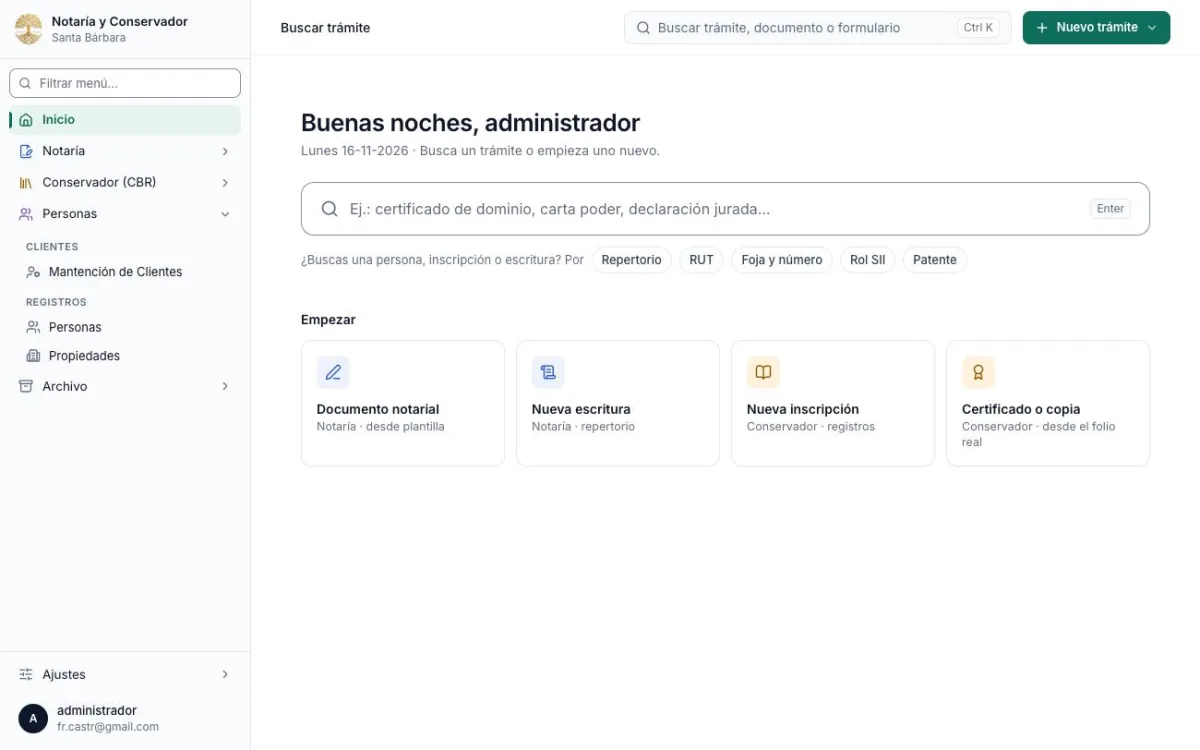 Notaría y Conservador
Santa Bárbara
Filtrar menú...
Inicio
Notaría
Conservador (CBR)
Personas
CLIENTES
Mantención de Clientes
REGISTROS
Personas
Propiedades
Archivo
Ajustes
A
administrador
fr.castr@gmail.com
Buscar trámite
Buscar trámite, documento o formulario
Ctrl K
Nuevo trámite
Buenas noches, administrador
Lunes 16-11-2026 · Busca un trámite o empieza uno nuevo.
Ej.: certificado de dominio, carta poder, declaración jurada...
Enter
¿Buscas una persona, inscripción o escritura? Por Repertorio RUT Foja y número Rol SII Patente
Empezar
Documento notarial
Notaría · desde plantilla
Nueva escritura
Notaría · repertorio
Nueva inscripción
Conservador · registros
Certificado o copia
Conservador · desde el folio
real